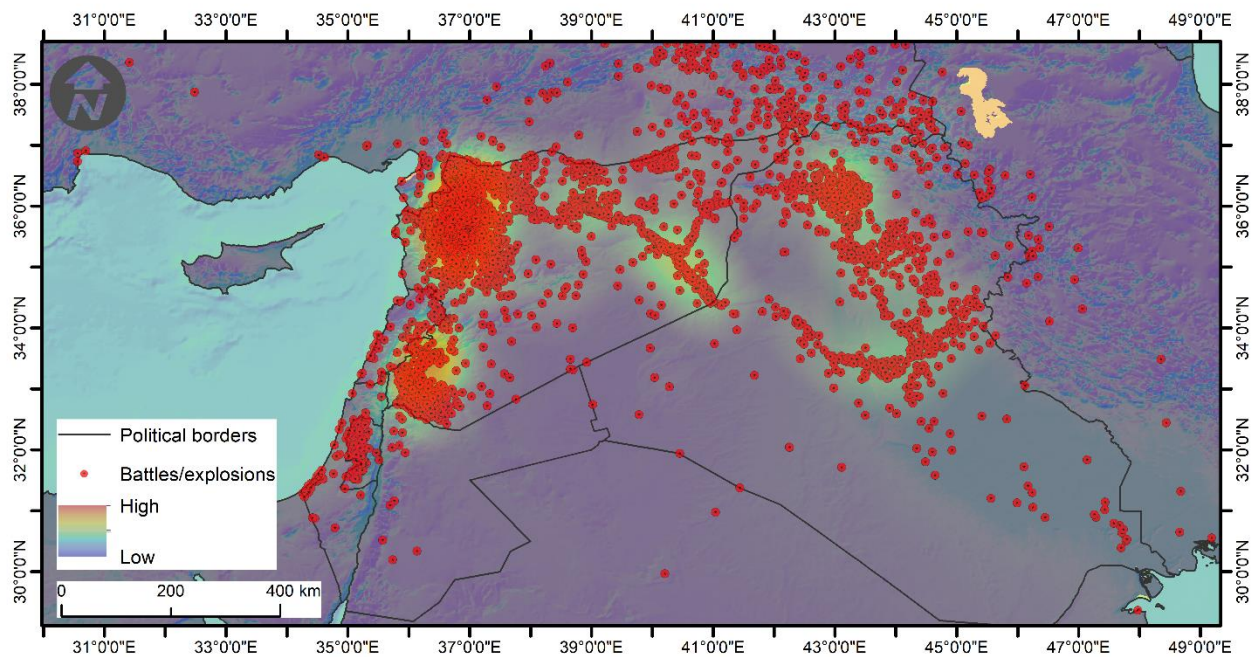 31°0'0"E 33°0'0"E 35°0'0"E 37°0'0"E 39°0'0"E 41°0'0"E 43°0'0"E 45°0'0"E 47°0'0"E 49°0'0"E
38°0'0"N 38°0'0"N
N
36°0'0"N 36°0'0"N
34°0'0"N 34°0'0"N
32°0'0"N 32°0'0"N
30°0'0"N 30°0'0"N
Political borders
Battles/explosions
High
Low
0 200 400 km
31°0'0"E 33°0'0"E 35°0'0"E 37°0'0"E 39°0'0"E 41°0'0"E 43°0'0"E 45°0'0"E 47°0'0"E 49°0'0"E